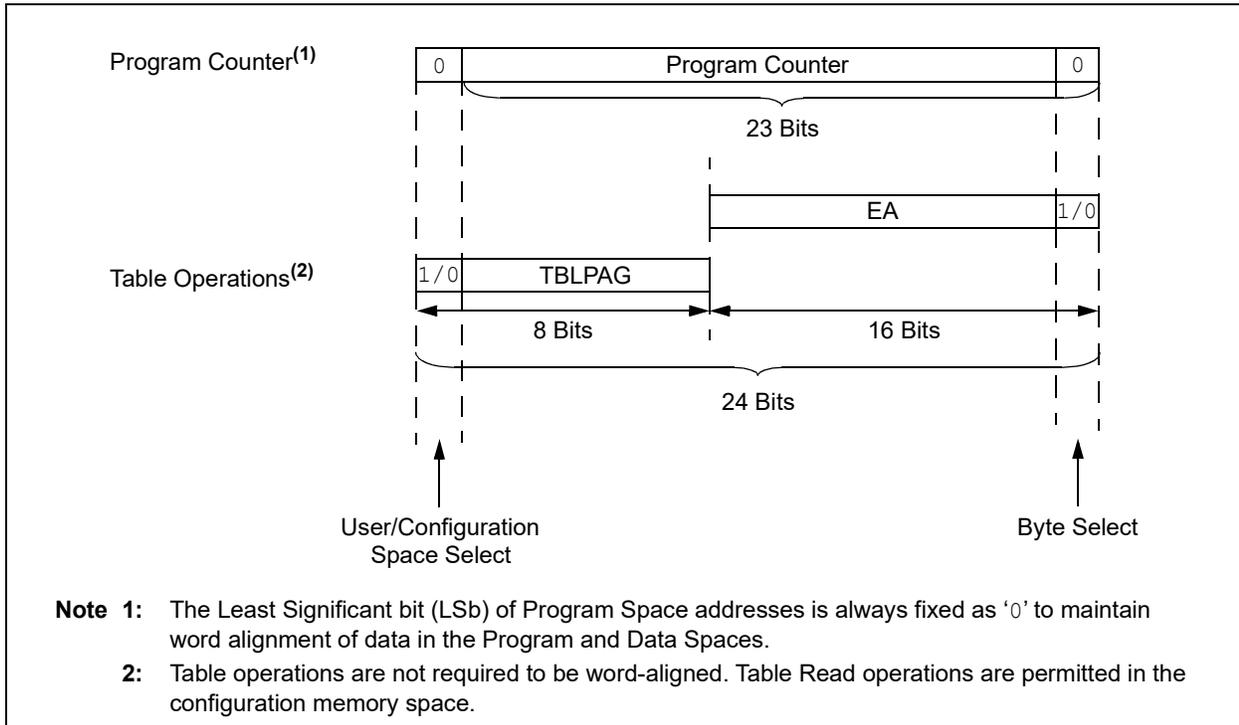 Program Counter(1)
0 Program Counter 0
23 Bits
EA 1/0
Table Operations(2)
1/0 TBLPAG
8 Bits 16 Bits
24 Bits
User/Configuration
Space Select
Byte Select
Note 1: The Least Significant bit (LSb) of Program Space addresses is always fixed as ‘0’ to maintain
word alignment of data in the Program and Data Spaces.
2: Table operations are not required to be word-aligned. Table Read operations are permitted in the
configuration memory space.